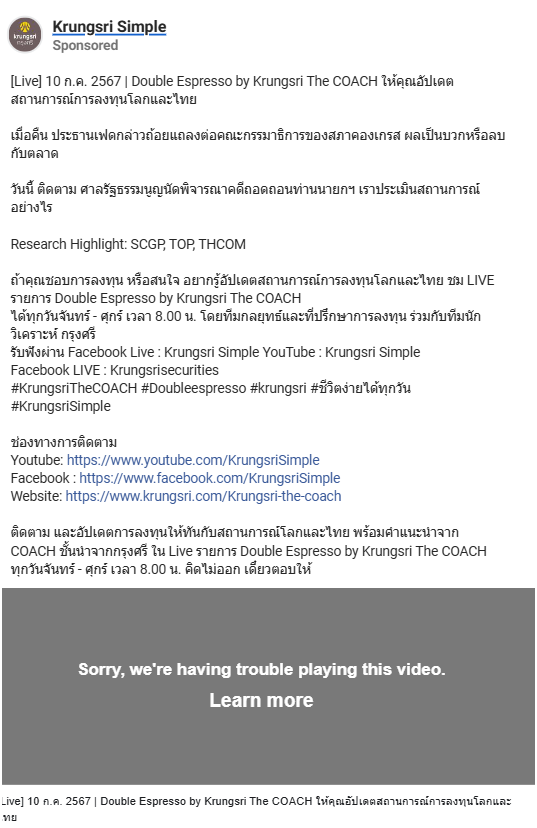 krungsri
กรุงศรี
Krungsri Simple
Sponsored
[Live] 10 ก.ค. 2567 | Double Espresso by Krungsri The COACH ให้คุณอัปเดต
สถานการณ์การลงทุนโลกและไทย
เมื่อคืน ประธานเฟดกล่าวถ้อยแถลงต่อคณะกรรมาธิการของสภาคองเกรส ผลเป็นบวกหรือลบ
กับตลาด
วันนี้ ติดตาม ศาลรัฐธรรมนูญนัดพิจารณาคดีถอดถอนท่านนายกฯ เราประเมินสถานการณ์
อย่างไร
Research Highlight: SCGP, TOP, THCOM
ถ้าคุณชอบการลงทุน หรือสนใจ อยากรู้อัปเดตสถานการณ์การลงทุนโลกและไทย ชม LIVE
รายการ Double Espresso by Krungsri The COACH
ได้ทุกวันจันทร์ - ศุกร์ เวลา 8.00 น. โดยทีมกลยุทธ์และที่ปรึกษาการลงทุน ร่วมกับทีมนัก
วิเคราะห์ กรุงศรี
รับฟังผ่าน Facebook Live : Krungsri Simple YouTube : Krungsri Simple
Facebook LIVE : Krungsrisecurities
#KrungsriTheCOACH #Doubleespresso #krungsri #ชีวิตง่ายได้ทุกวัน
#KrungsriSimple
ช่องทางการติดตาม
Youtube: https://www.youtube.com/KrungsriSimple
Facebook : https://www.facebook.com/KrungsriSimple
Website: https://www.krungsri.com/Krungsri-the-coach
ติดตาม และอัปเดตการลงทุนให้ทันกับสถานการณ์โลกและไทย พร้อมคำแนะนำจาก
COACH ชั้นนำจากกรุงศรี ใน Live รายการ Double Espresso by Krungsri The COACH
ทุกวันจันทร์ - ศุกร์ เวลา 8.00 น. คิดไม่ออก เดี๋ยวตอบให้
Sorry, we're having trouble playing this video.
Learn more
Live] 10 ก.ค. 2567 | Double Espresso by Krungsri The COACH ให้คุณอัปเดตสถานการณ์การลงทุนโลกและ
ไทย